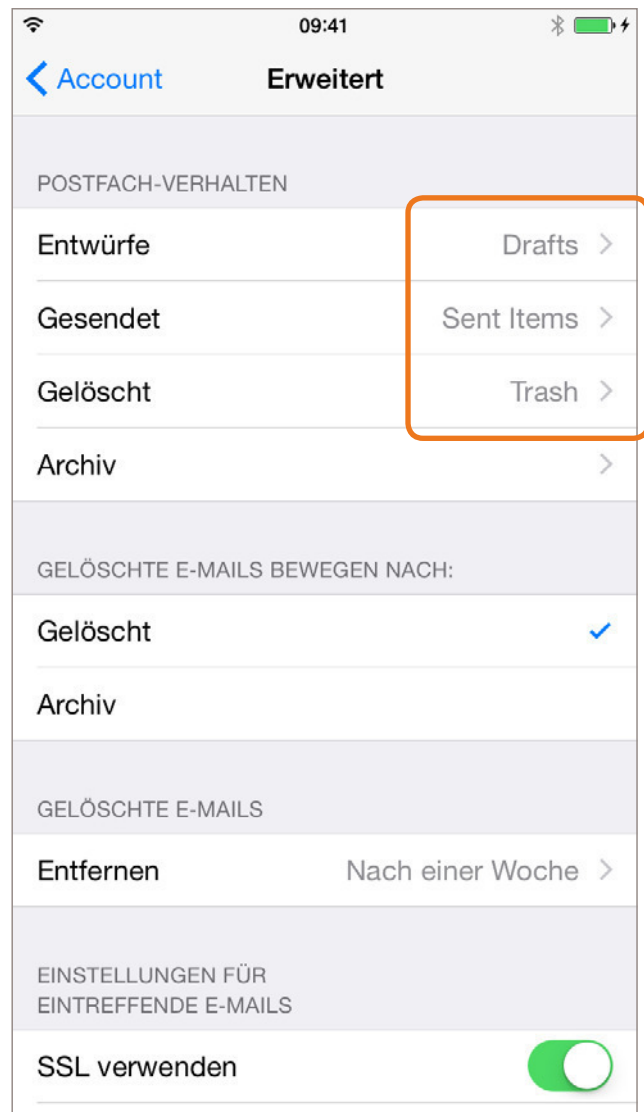 09:41
Account Erweitert
POSTFACH-VERHALTEN
Entwürfe Drafts
Gesendet Sent Items
Gelöscht Trash
Archiv
GELÖSCHTE E-MAILS BEWEGEN NACH:
Gelöscht
Archiv
GELÖSCHTE E-MAILS
Entfernen Nach einer Woche
EINSTELLUNGEN FÜR
EINTREFFENDE E-MAILS
SSL verwenden